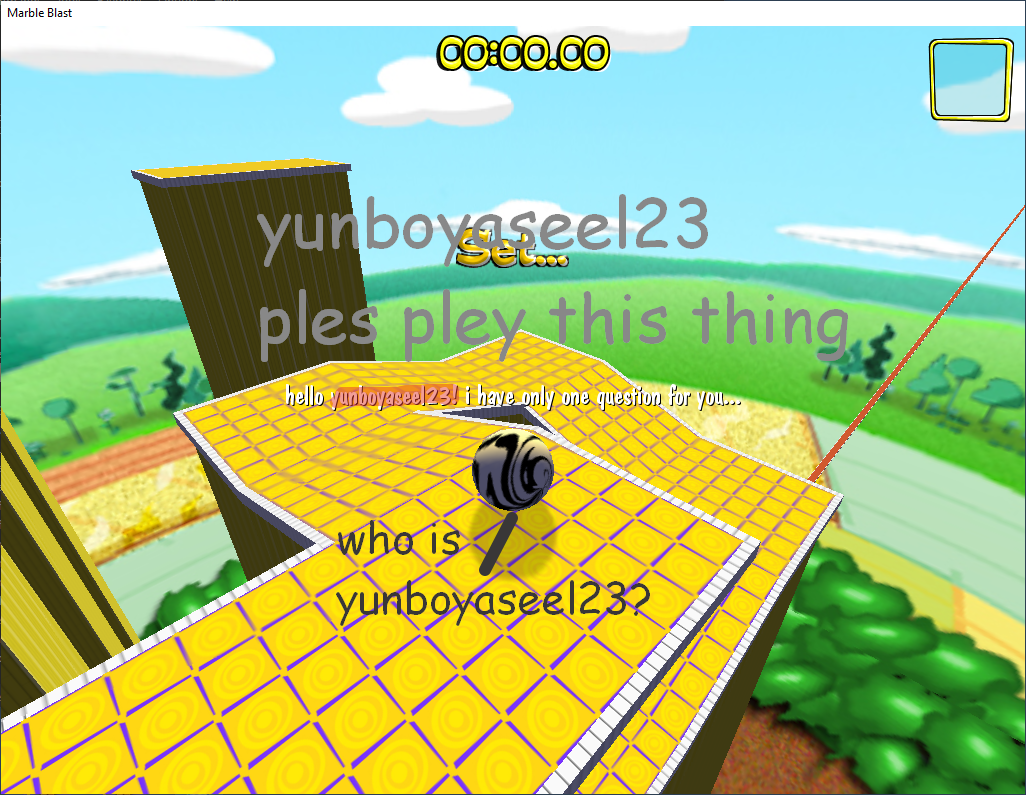 Marble Blast
00:00.00
yunboyaseel23
Set...
ples pley this thing
hello yunboyaseel23! i have only one question for you...
who is
yunboyaseel23?